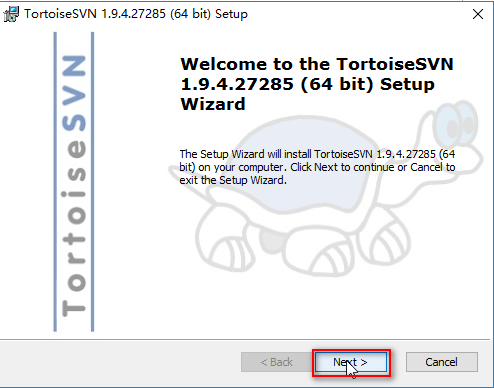 TortoiseSVN 1.9.4.27285 (64 bit) Setup
TortoiseSVN
Welcome to the TortoiseSVN
1.9.4.27285 (64 bit) Setup
Wizard
The Setup Wizard will install TortoiseSVN 1.9.4.27285 (64
bit) on your computer. Click Next to continue or Cancel to
exit the Setup Wizard.
< Back
Next >
Cancel